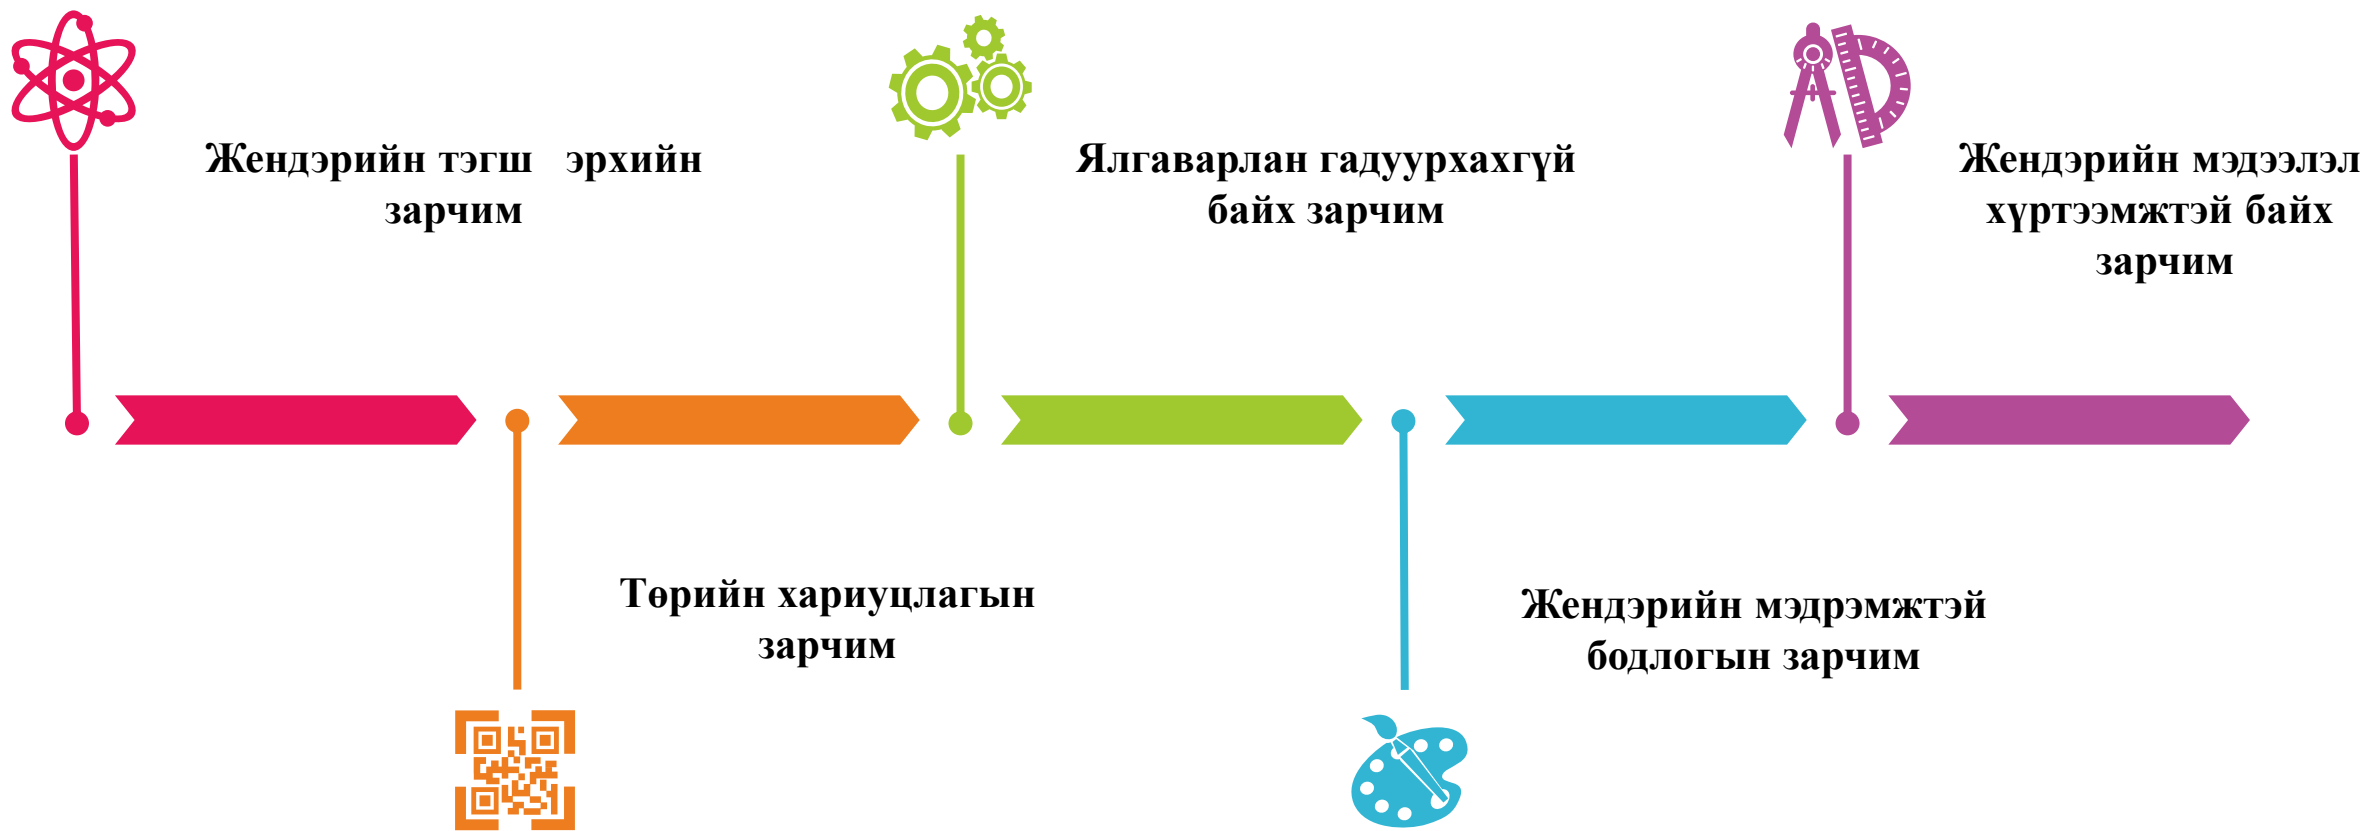 Жендэрийн тэгш эрхийн
зарчим
Төрийн хариуцлагын
зарчим
Ялгаварлан гадуурхахгүй
байх зарчим
Жендэрийн мэдрэмжтэй
бодлогын зарчим
Жендэрийн мэдээлэл
хүртээмжтэй байх
зарчим